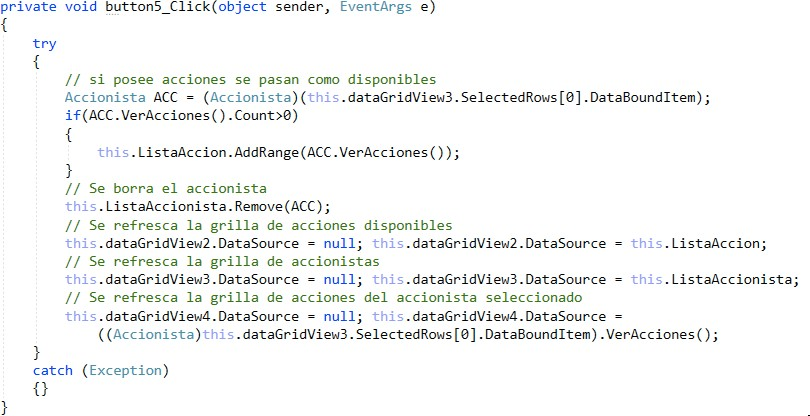 private void button5_Click(object sender, EventArgs e)
{
    try
    {
        // si posee acciones se pasan como disponibles
        Accionista ACC = (Accionista)(this.dataGridView3.SelectedRows[0].DataBoundItem);
        if(ACC.VerAcciones().Count>0)
        {
            this.ListaAccion.AddRange(ACC.VerAcciones());
        }
        // Se borra el accionista
        this.ListaAccionista.Remove(ACC);
        // Se refresca la grilla de acciones disponibles
        this.dataGridView2.DataSource = null; this.dataGridView2.DataSource = this.ListaAccion;
        // Se refresca la grilla de accionistas
        this.dataGridView3.DataSource = null; this.dataGridView3.DataSource = this.ListaAccionista;
        // Se refresca la grilla de acciones del accionista seleccionado
        this.dataGridView4.DataSource = null; this.dataGridView4.DataSource =
            ((Accionista)this.dataGridView3.SelectedRows[0].DataBoundItem).VerAcciones();
    }
    catch (Exception)
    {}
}